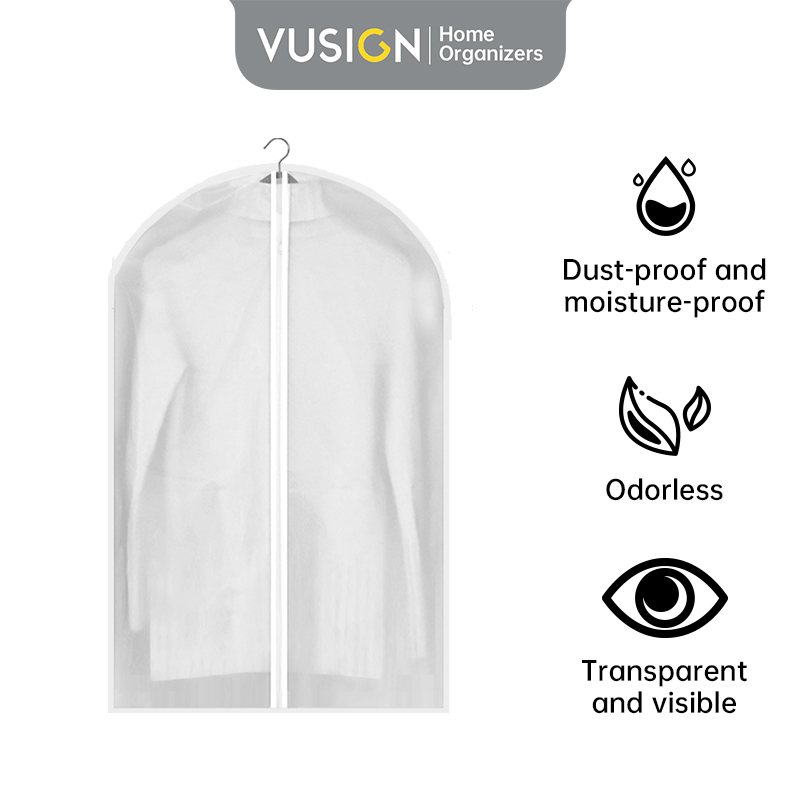 VUSIGN
Home
Organizers
Dust-proof and
moisture-proof
Odorless
Transparent
and visible